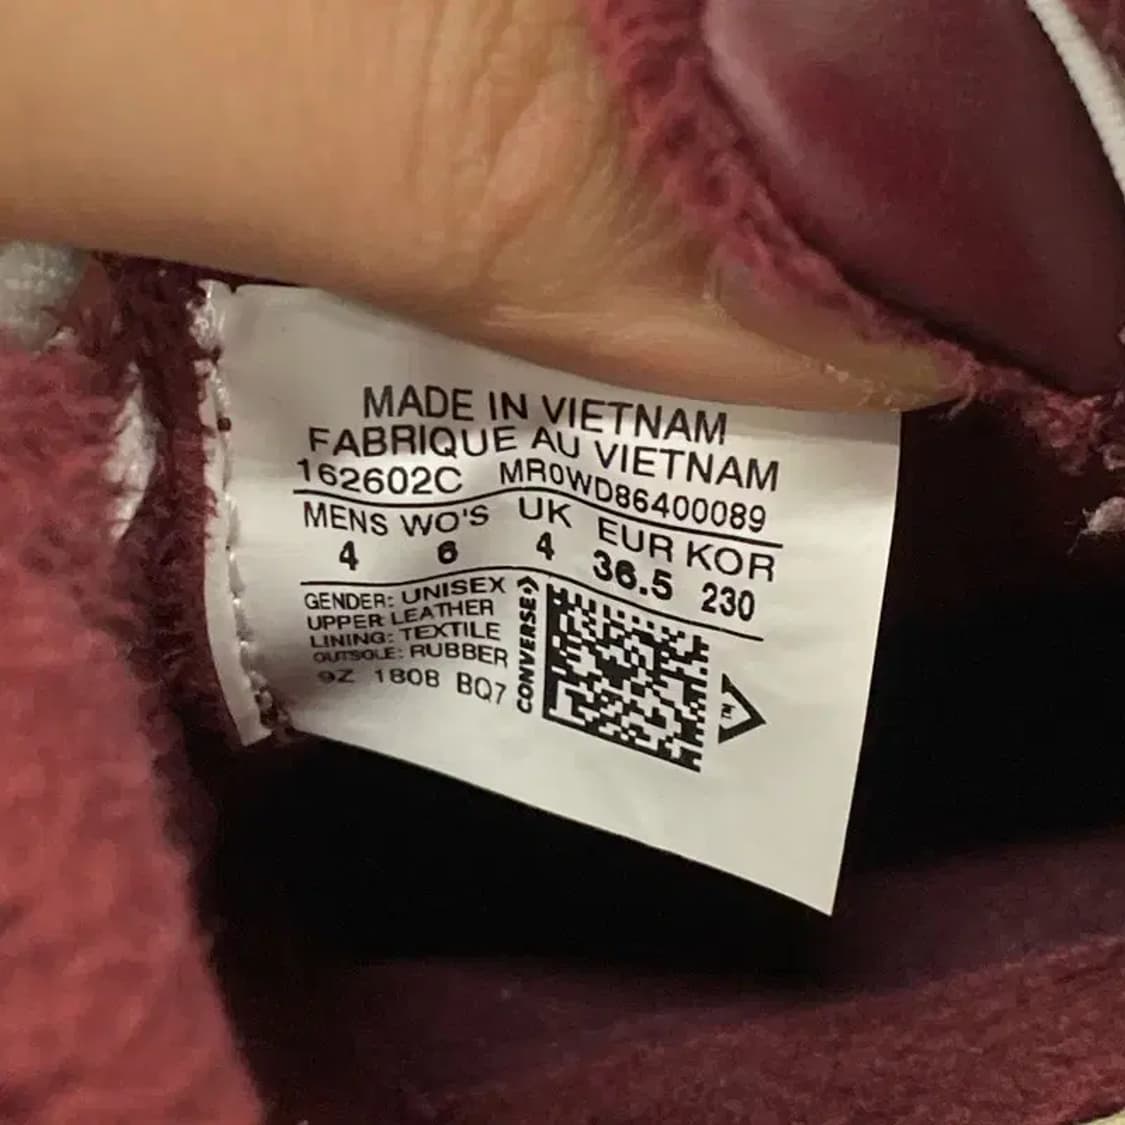 MADE IN VIETNAM
FABRIQUE AU VIETNAM
162602C MR0WD86400089
MENS WO'S UK EUR KOR
4 6 4 36.5 230
GENDER: UNISEX
UPPER LEATHER
LINING: TEXTILE
OUTSOLE: RUBBER
9Z 1808 BQ7
CONVERSE
TM